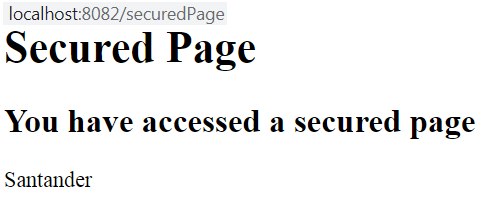 localhost:8082/securedPage
Secured Page
You have accessed a secured page
Santander